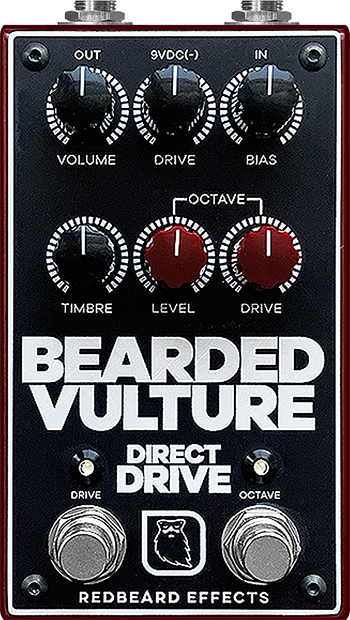 OUT 9VDC(-) IN
VOLUME DRIVE BIAS
OCTAVE
TIMBRE LEVEL DRIVE
BEARDED
VULTURE
DIRECT
DRIVE
DRIVE OCTAVE
REDBEARD EFFECTS